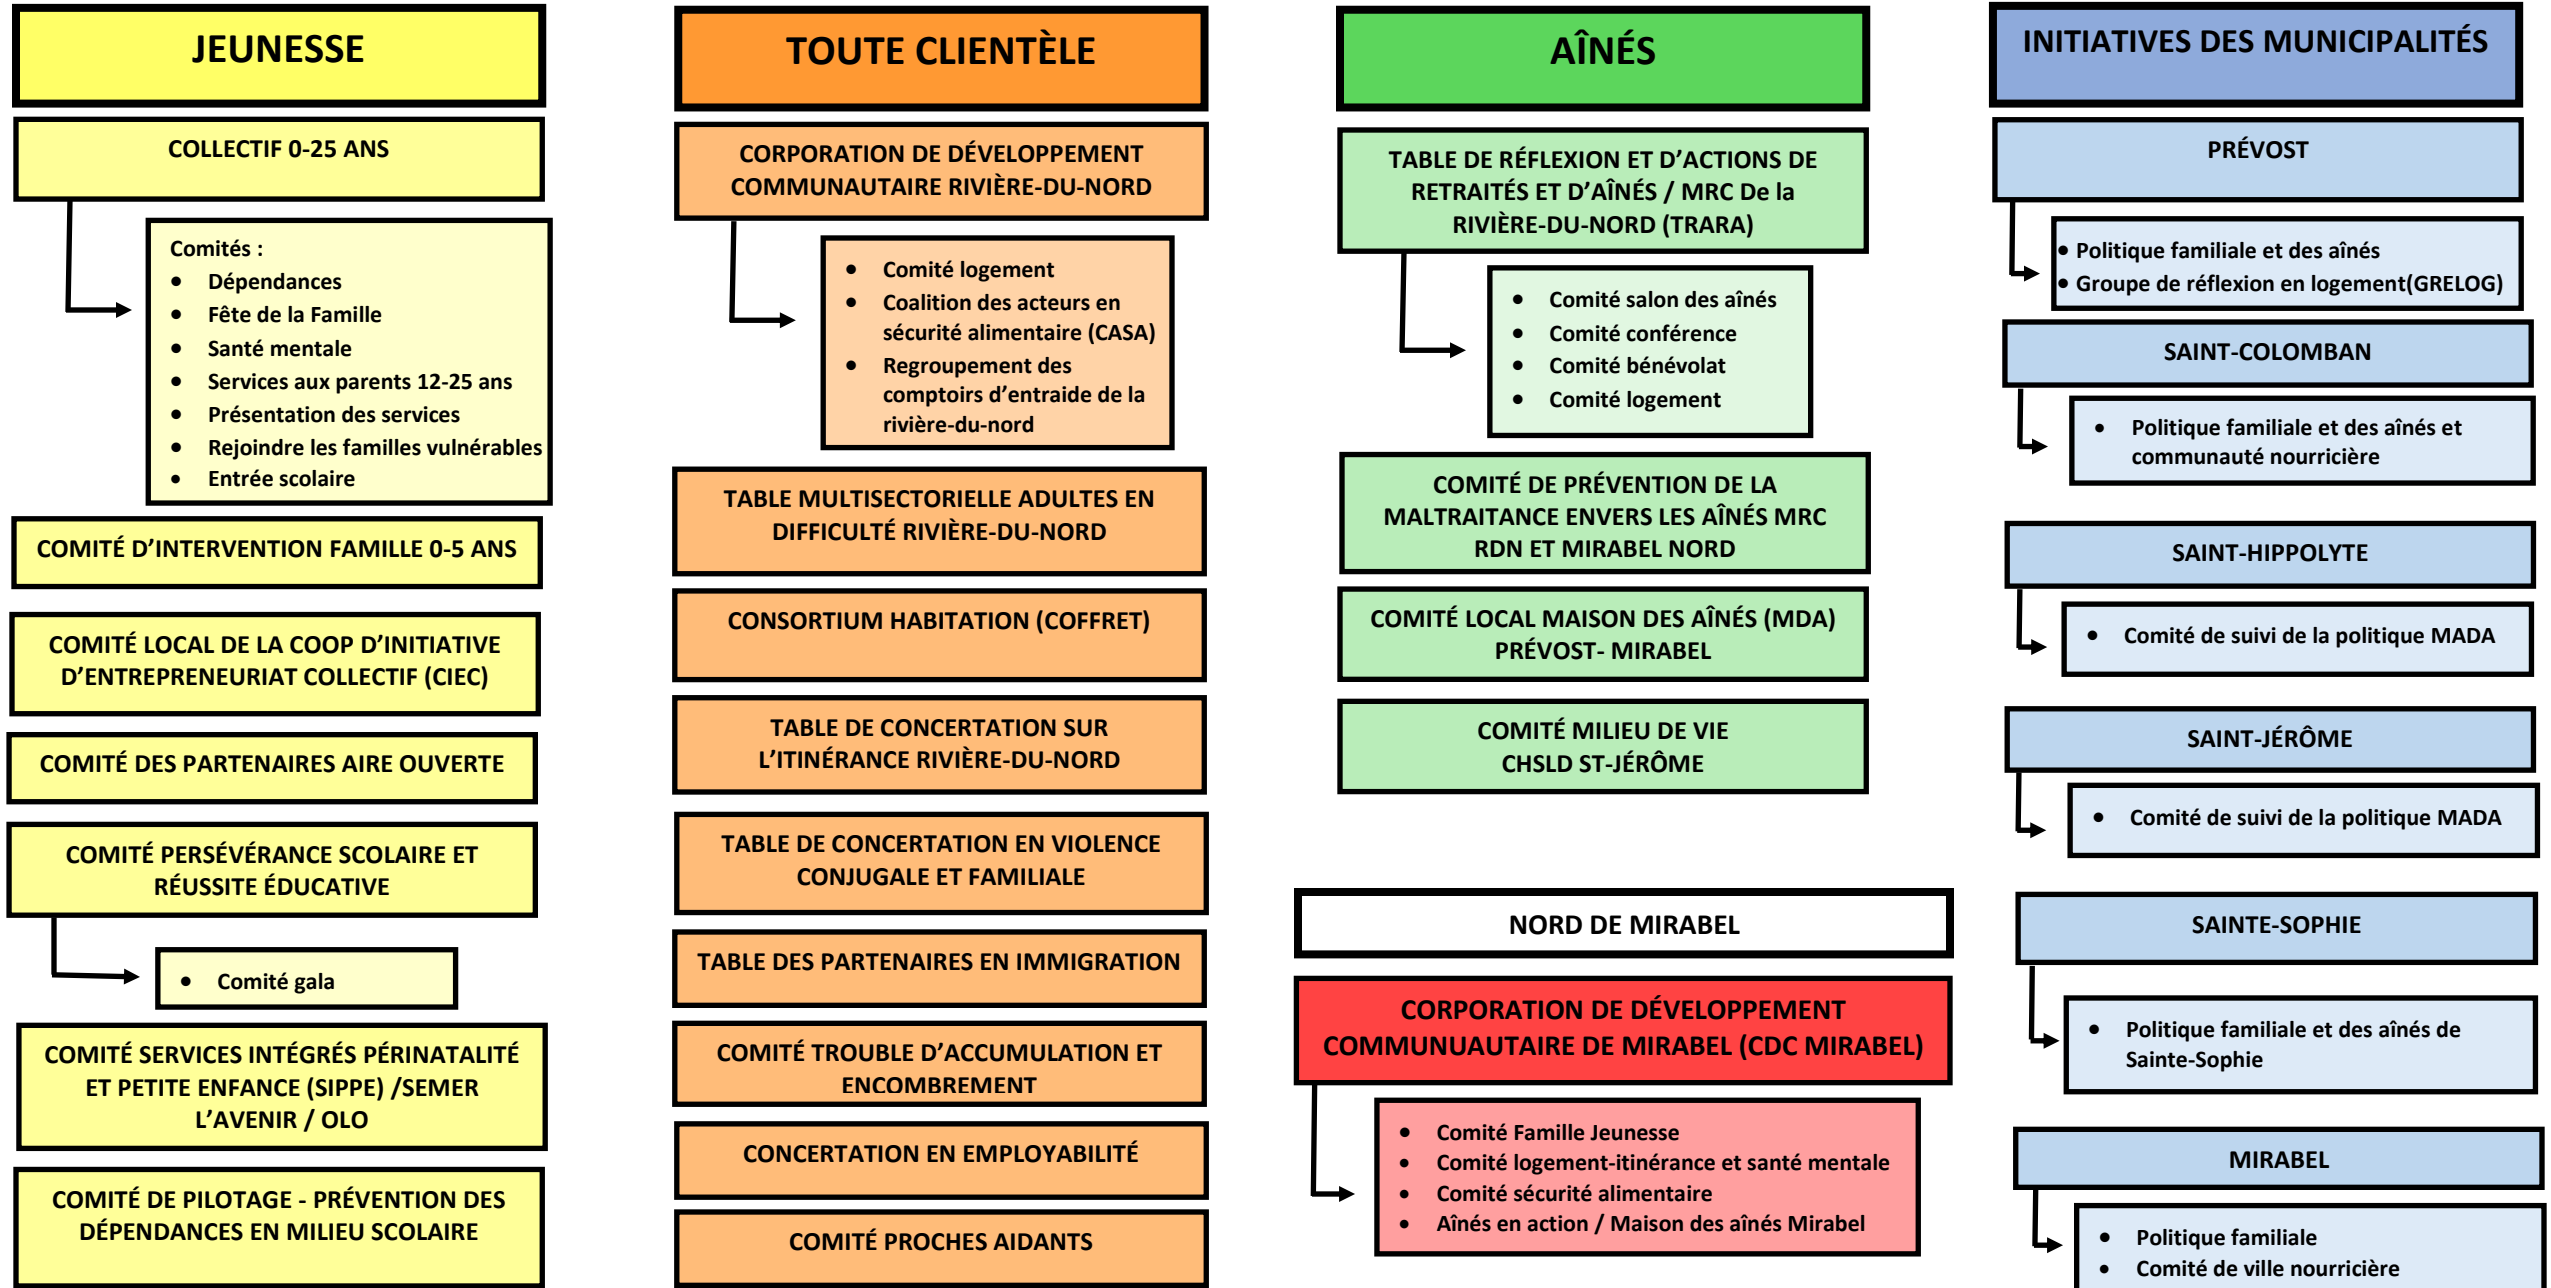 JEUNESSE
COLLECTIF 0-25 ANS
Comités :
• Dépendances
• Fête de la Famille
• Santé mentale
• Services aux parents 12-25 ans
• Présentation des services
• Rejoindre les familles vulnérables
• Entrée scolaire
COMITÉ D’INTERVENTION FAMILLE 0-5 ANS
COMITÉ LOCAL DE LA COOP D’INITIATIVE
D’ENTREPRENEURIAT COLLECTIF (CIEC)
COMITÉ DES PARTENAIRES AIRE OUVERTE
COMITÉ PERSÉVÉRANCE SCOLAIRE ET
RÉUSSITE ÉDUCATIVE
• Comité gala
COMITÉ SERVICES INTÉGRÉS PÉRINATALITÉ
ET PETITE ENFANCE (SIPPE) /SEMER
L’AVENIR / OLO
COMITÉ DE PILOTAGE - PRÉVENTION DES
DÉPENDANCES EN MILIEU SCOLAIRE
TOUTE CLIENTÈLE
CORPORATION DE DÉVELOPPEMENT
COMMUNAUTAIRE RIVIÈRE-DU-NORD
• Comité logement
• Coalition des acteurs en
sécurité alimentaire (CASA)
• Regroupement des
comptoirs d’entraide de la
rivière-du-nord
TABLE MULTISECTORIELLE ADULTES EN
DIFFICULTÉ RIVIÈRE-DU-NORD
CONSORTIUM HABITATION (COFFRET)
TABLE DE CONCERTATION SUR
L’ITINÉRANCE RIVIÈRE-DU-NORD
TABLE DE CONCERTATION EN VIOLENCE
CONJUGALE ET FAMILIALE
TABLE DES PARTENAIRES EN IMMIGRATION
COMITÉ TROUBLE D’ACCUMULATION ET
ENCOMBREMENT
CONCERTATION EN EMPLOYABILITÉ
COMITÉ PROCHES AIDANTS
AÎNÉS
TABLE DE RÉFLEXION ET D’ACTIONS DE
RETRAITÉS ET D’AÎNÉS / MRC De la
RIVIÈRE-DU-NORD (TRARA)
• Comité salon des aînés
• Comité conférence
• Comité bénévolat
• Comité logement
COMITÉ DE PRÉVENTION DE LA
MALTRAITANCE ENVERS LES AÎNÉS MRC
RDN ET MIRABEL NORD
COMITÉ LOCAL MAISON DES AÎNÉS (MDA)
PRÉVOST- MIRABEL
COMITÉ MILIEU DE VIE
CHSLD ST-JÉRÔME
NORD DE MIRABEL
CORPORATION DE DÉVELOPPEMENT
COMMUNUAUTAIRE DE MIRABEL (CDC MIRABEL)
• Comité Famille Jeunesse
• Comité logement-itinérance et santé mentale
• Comité sécurité alimentaire
• Aînés en action / Maison des aînés Mirabel
INITIATIVES DES MUNICIPALITÉS
PRÉVOST
• Politique familiale et des aînés
• Groupe de réflexion en logement(GRELOG)
SAINT-COLOMBAN
• Politique familiale et des aînés et
communauté nourricière
SAINT-HIPPOLYTE
• Comité de suivi de la politique MADA
SAINT-JÉRÔME
• Comité de suivi de la politique MADA
SAINTE-SOPHIE
• Politique familiale et des aînés de
Sainte-Sophie
MIRABEL
• Politique familiale
• Comité de ville nourricière